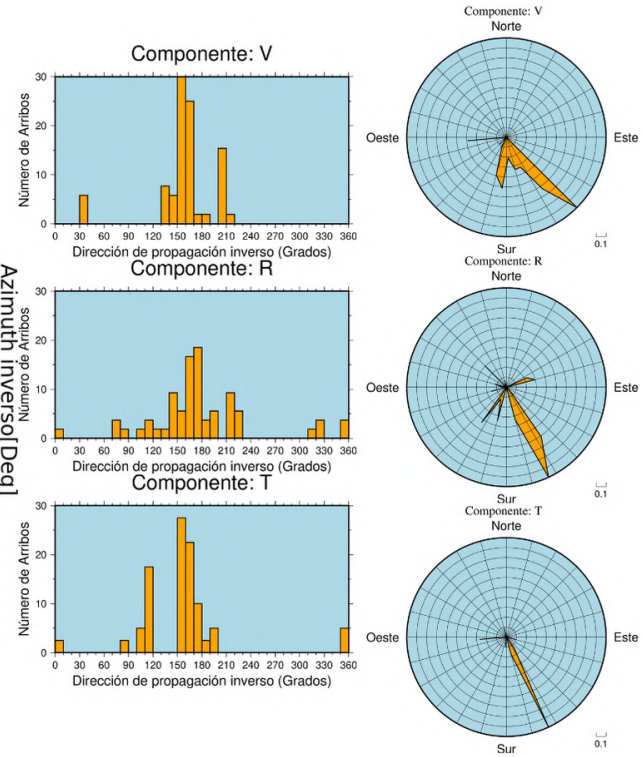 Componente: V
Número de Arribos
30
20
10
0
0 30 60 90 120 150 180 210 240 270 300 330 360
Dirección de propagación inverso (Grados)
Componente: V
Norte
Oeste
Este
Sur
0.1
Componente: R
Número de Arribos
30
20
10
0
0 30 60 90 120 150 180 210 240 270 300 330 360
Dirección de propagación inverso (Grados)
Componente: R
Norte
Oeste
Este
Sur
0.1
Componente: T
Número de Arribos
30
20
10
0
0 30 60 90 120 150 180 210 240 270 300 330 360
Dirección de propagación inverso (Grados)
Componente: T
Norte
Oeste
Este
Sur
0.1
Azimuth inverso[Deg]